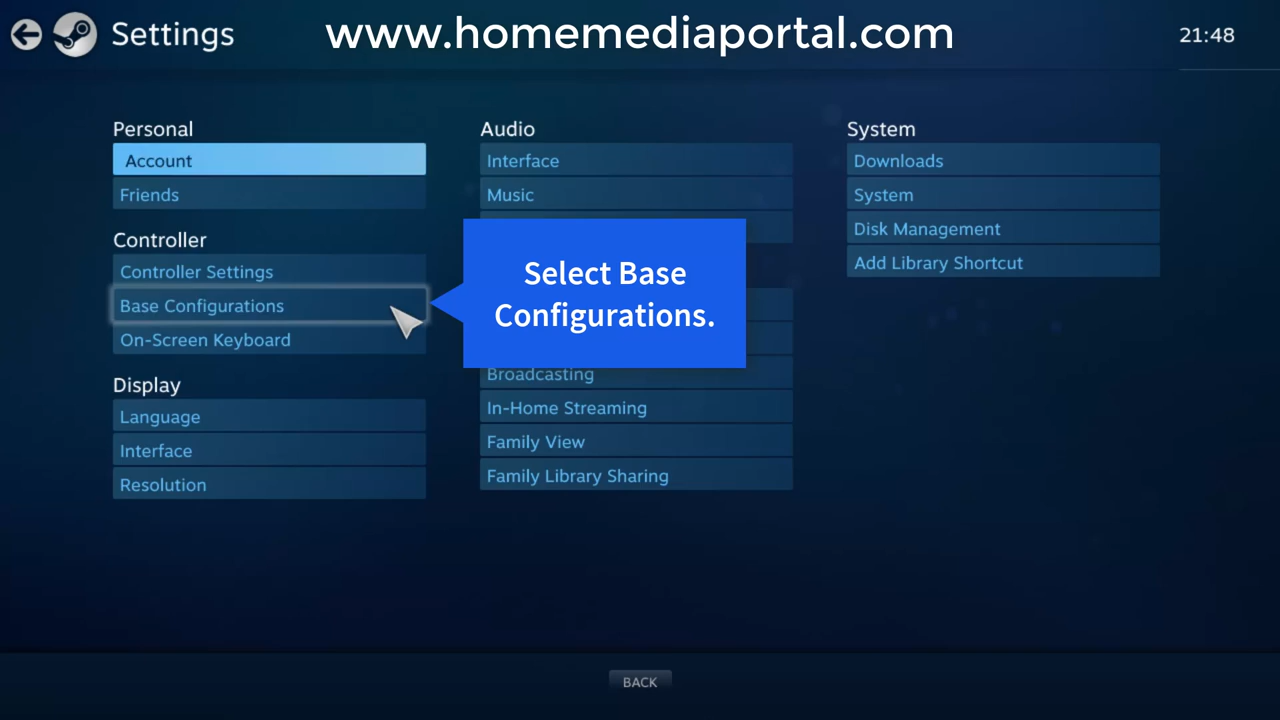 Settings
www.homemediaportal.com
21:48
Personal
Account
Friends
Controller
Controller Settings
Base Configurations
On-Screen Keyboard
Display
Language
Interface
Resolution
Audio
Interface
Music
Select Base
Configurations.
Broadcasting
In-Home Streaming
Family View
Family Library Sharing
System
Downloads
System
Disk Management
Add Library Shortcut
BACK